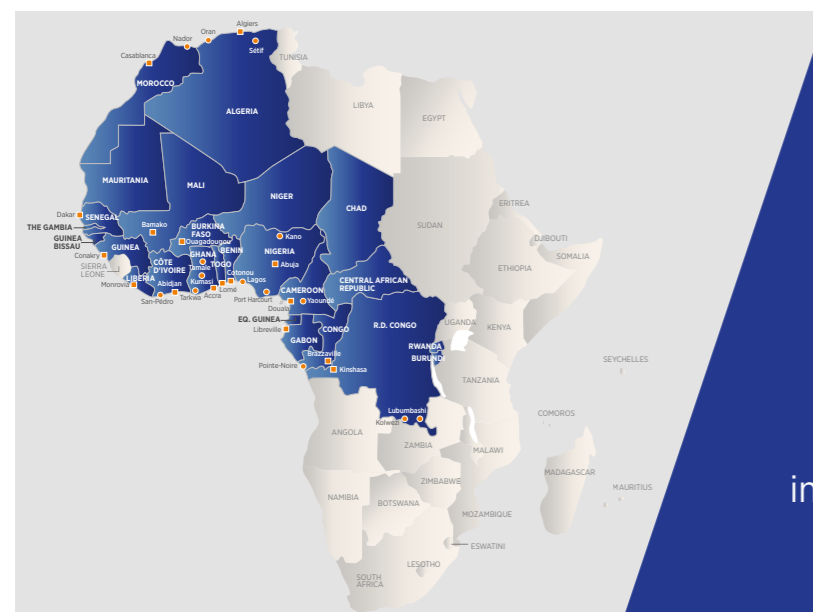 Algiers
Oran
Nador
Sétif
Casablanca
TUNISIA
MOROCCO
LIBYA
EGYPT
ALGERIA
MAURITANIA
MALI
NIGER
CHAD
ERITREA
Dakar
SENEGAL
THE GAMBIA
Bamako
BURKINA
FASO
Ouagadougou
Kano
SUDAN
GUINEA
BISSAU
GUINEA
DJIBOUTI
Conakry
CÔTE
D'IVOIRE
GHANA
BENIN
NIGERIA
SOMALIA
SIERRA
LEONE
TOGO
Tamale
Abuja
ETHIOPIA
LIBERIA
Abidjan
Kumasi
Cotonou
Lagos
CENTRAL AFRICAN
REPUBLIC
Monrovia
San-Pédro
Tarkwa
Accra
Lomé
Port Harcourt
CAMEROON
Douala
Yaoundé
EQ. GUINEA
Libreville
CONGO
R.D. CONGO
UGANDA
KENYA
GABON
RWANDA
BURUNDI
Brazzaville
Pointe-Noire
Kinshasa
SEYCHELLES
TANZANIA
Lubumbashi
Kolwezi
COMOROS
ANGOLA
ZAMBIA
MALAWI
MADAGASCAR
ZIMBABWE
MAURITIUS
NAMIBIA
BOTSWANA
MOZAMBIQUE
in
ESWATINI
LESOTHO
SOUTH
AFRICA